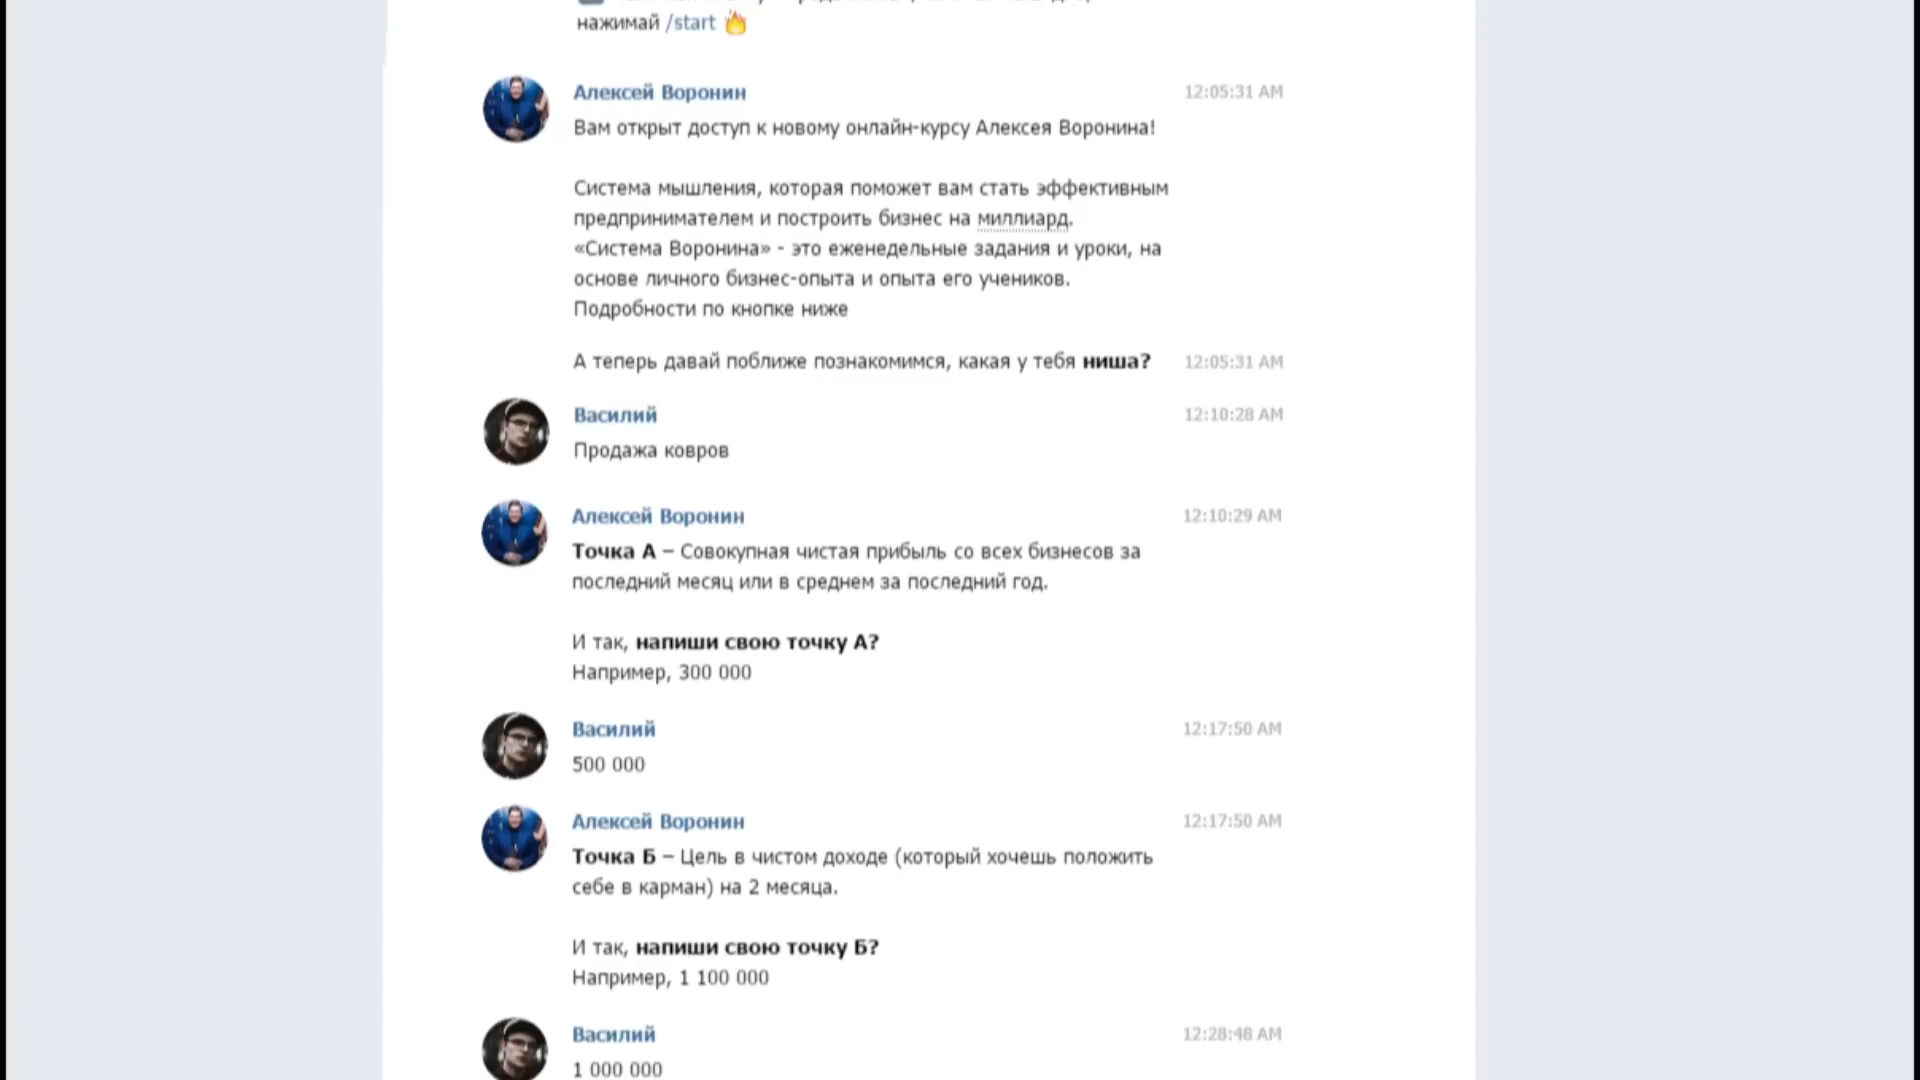 нажимай /start
Алексей Воронин 12:05:31 AM
Вам открыт доступ к новому онлайн-курсу Алексея Воронина!
Система мышления, которая поможет вам стать эффективным
предпринимателем и построить бизнес на миллиард.
«Система Воронина» - это еженедельные задания и уроки, на
основе личного бизнес-опыта и опыта его учеников.
Подробности по кнопке ниже
А теперь давай поближе познакомимся, какая у тебя ниша? 12:05:31 AM
Василий 12:10:28 AM
Продажа ковров
Алексей Воронин 12:10:29 AM
Точка А – Совокупная чистая прибыль со всех бизнесов за
последний месяц или в среднем за последний год.
И так, напиши свою точку А?
Например, 300 000
Василий 12:17:50 AM
500 000
Алексей Воронин 12:17:50 AM
Точка Б – Цель в чистом доходе (который хочешь положить
себе в карман) на 2 месяца.
И так, напиши свою точку Б?
Например, 1 100 000
Василий 12:28:48 AM
1 000 000